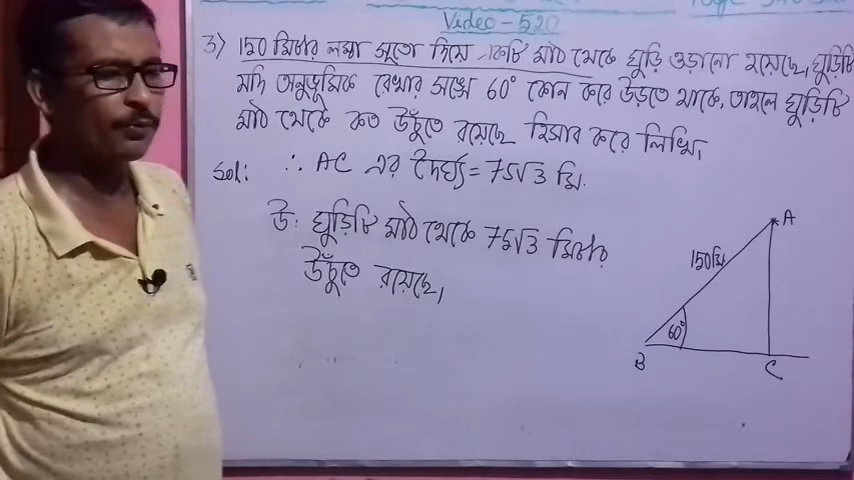 Video - 520
3) 150 মিটার লম্বা সুতো দিয়ে একটি মাঠ থেকে ঘুড়ি ওড়ানো হয়েছে। ঘুড়িটি
যদি অনুভূমিক রেখার সঙ্গে 60° কোন করে উড়তে থাকে, তাহলে ঘুড়িটি
মাঠ থেকে কত উঁচুতে রয়েছে হিসাব করে লিখি।
Sol: ∴ AC এর দৈর্ঘ্য = 75√3 মি.
উ: ঘুড়িটি মাঠ থেকে 75√3 মিটার
উঁচুতে রয়েছে।
A
150মি
60°
B
C